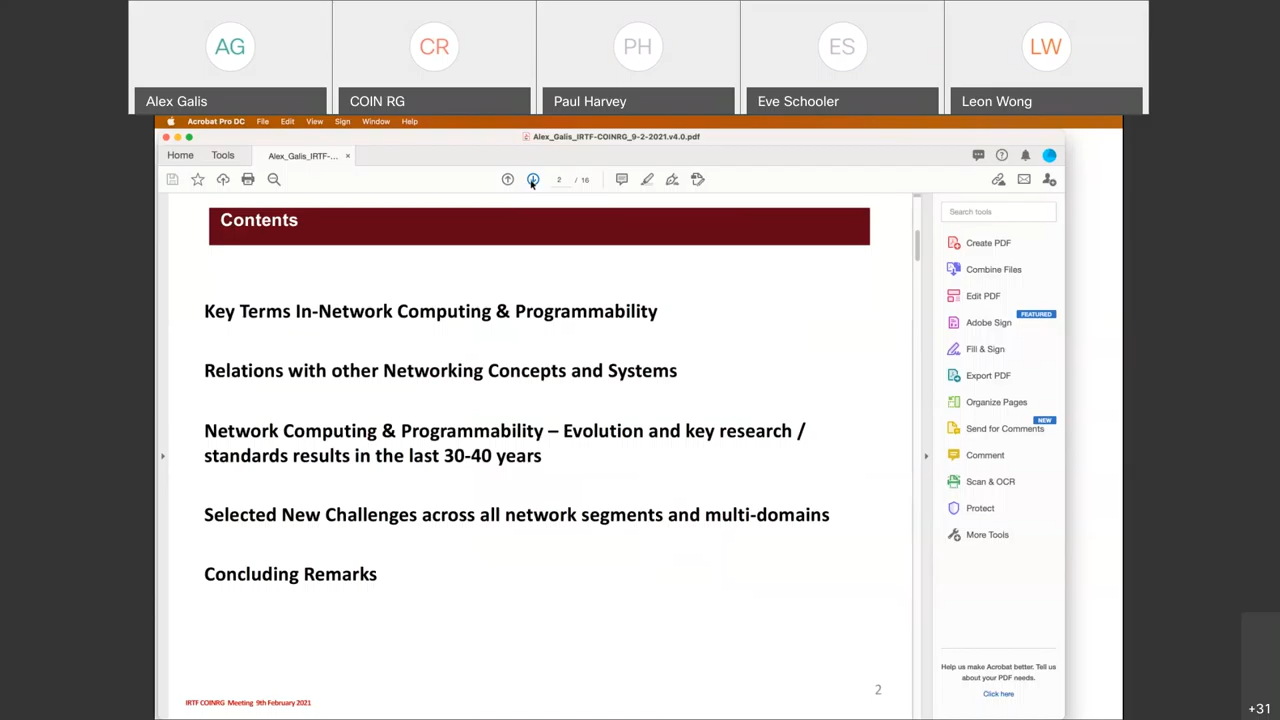 AG
CR
PH
ES
LW
Alex Galis
COIN RG
Paul Harvey
Eve Schooler
Leon Wong
Acrobat Pro DC File Edit View Sign Window Help
Alex_Galis_IRTF-COINRG_9-2-2021.v4.0.pdf
Home Tools Alex_Galis_IRTF-... ×
2 / 16
Contents
Key Terms In-Network Computing & Programmability
Relations with other Networking Concepts and Systems
Network Computing & Programmability – Evolution and key research /
standards results in the last 30-40 years
Selected New Challenges across all network segments and multi-domains
Concluding Remarks
IRTF COINRG Meeting 9th February 2021
2
Search tools
Create PDF
Combine Files
Edit PDF
FEATURED
Adobe Sign
Fill & Sign
Export PDF
Organize Pages
NEW
Send for Comments
Comment
Scan & OCR
Protect
More Tools
Help us make Acrobat better. Tell us
about your PDF needs.
Click here
+31